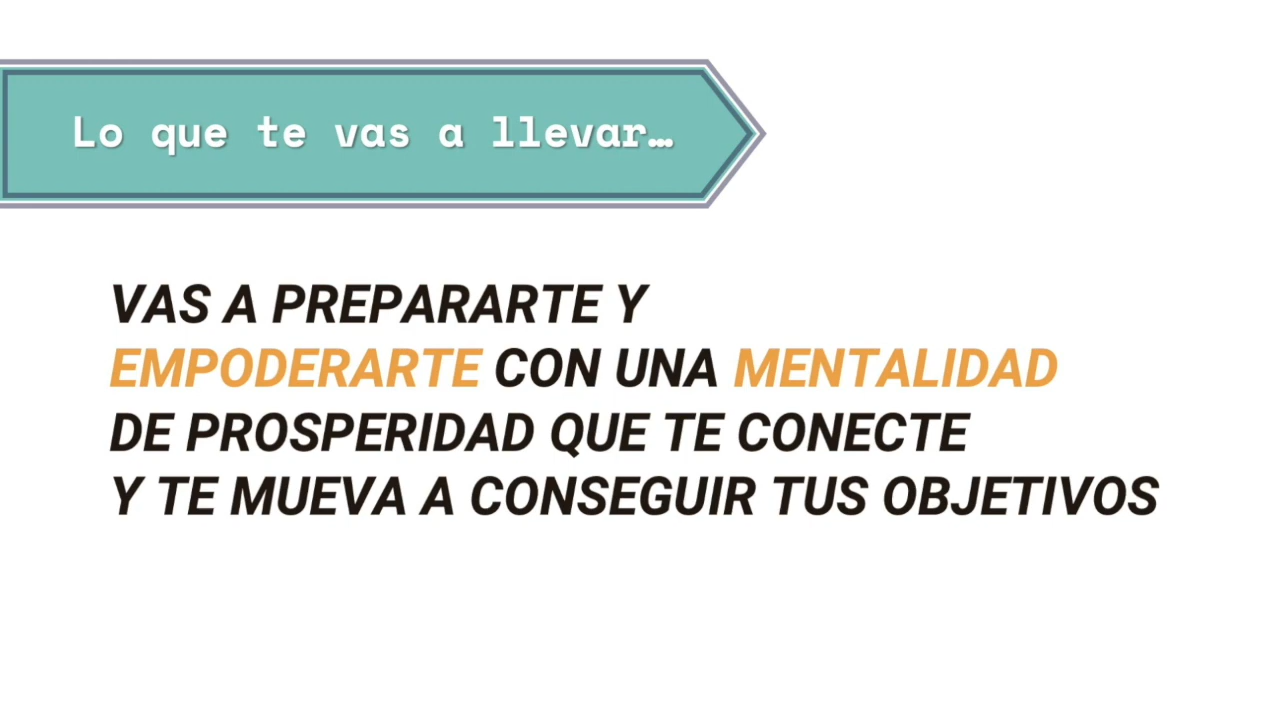 Lo que te vas a llevar…
VAS A PREPARARTE Y
EMPODERARTE CON UNA MENTALIDAD
DE PROSPERIDAD QUE TE CONECTE
Y TE MUEVA A CONSEGUIR TUS OBJETIVOS